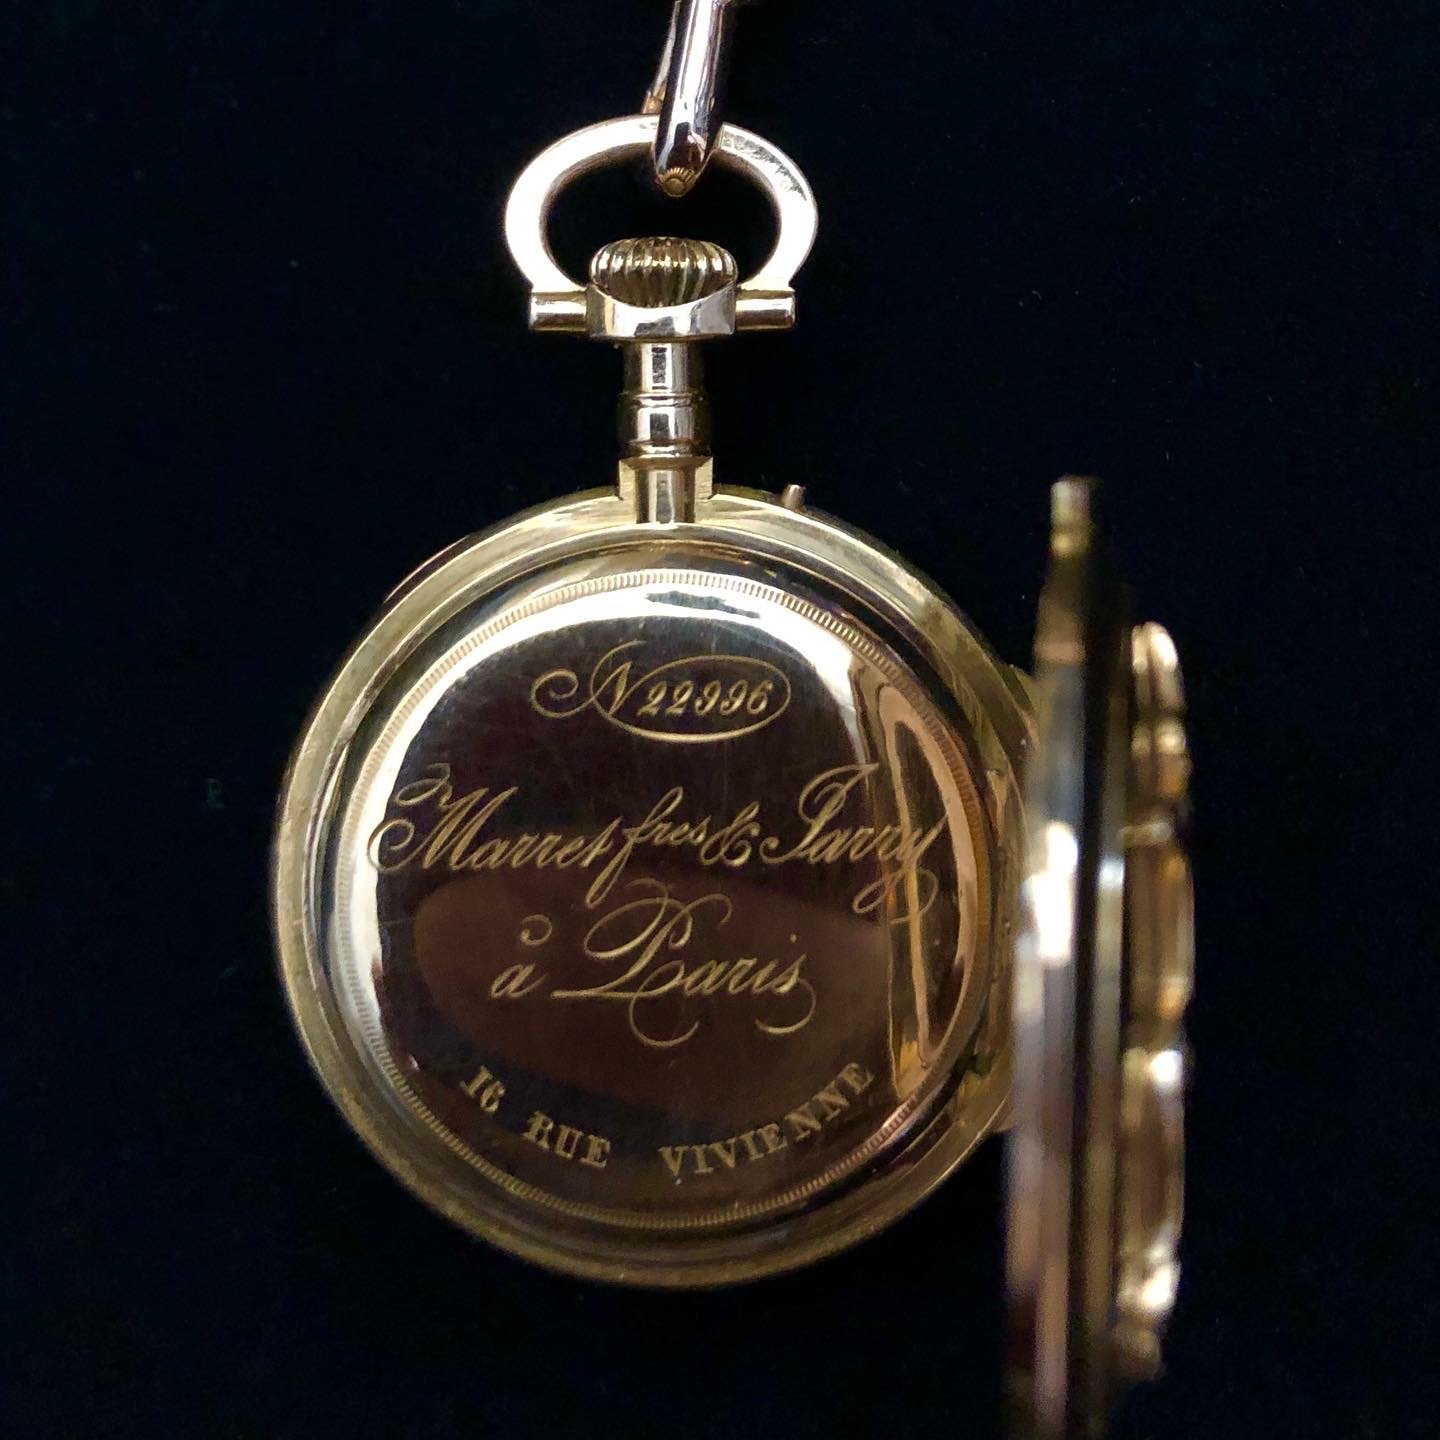 N 22996
Marret fres & Jarry
à Paris
16 RUE VIVIENNE